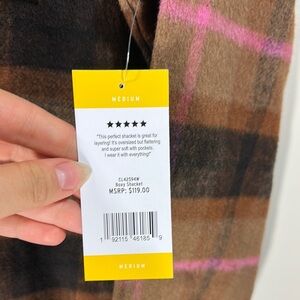 MEDIUM
"This perfect shacket is great for
layering! It's oversized but flattering
and super soft with pockets.
I wear it with everything!"
CL42594W
Boxy Shacket
MSRP: $119.00
1 92115 46185 9
MEDIUM